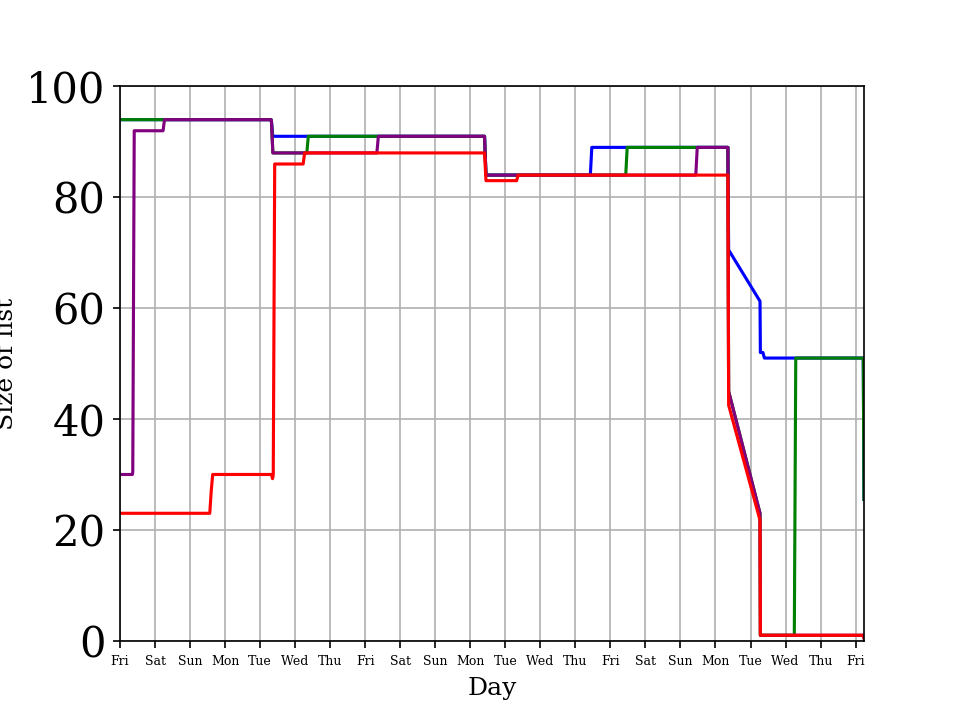 100
80
60
40
20
0
Size of list
Fri Sat Sun Mon Tue Wed Thu Fri Sat Sun Mon Tue Wed Thu Fri Sat Sun Mon Tue Wed Thu Fri
Day